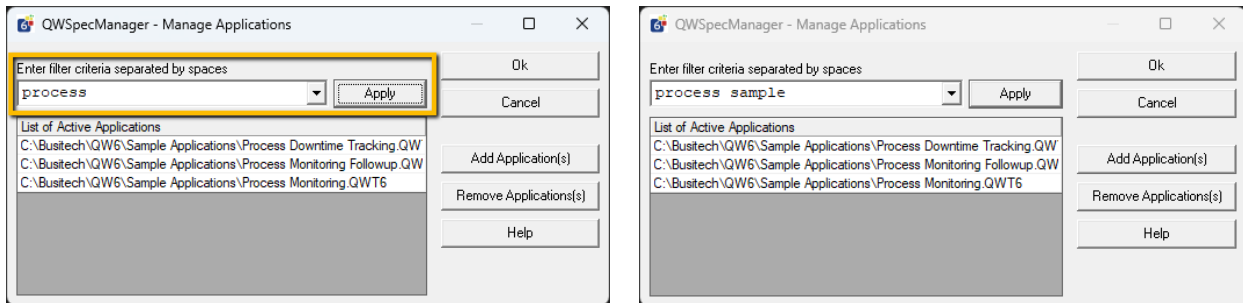 QWSpecManager - Manage Applications
Enter filter criteria separated by spaces
process
Apply
Ok
Cancel
List of Active Applications
C:\Busitech\QW6\Sample Applications\Process Downtime Tracking.QW
C:\Busitech\QW6\Sample Applications\Process Monitoring Followup.QW
C:\Busitech\QW6\Sample Applications\Process Monitoring.QWT6
Add Application(s)
Remove Applications(s)
Help
QWSpecManager - Manage Applications
Enter filter criteria separated by spaces
process sample
Apply
Ok
Cancel
List of Active Applications
C:\Busitech\QW6\Sample Applications\Process Downtime Tracking.QW
C:\Busitech\QW6\Sample Applications\Process Monitoring Followup.QW
C:\Busitech\QW6\Sample Applications\Process Monitoring.QWT6
Add Application(s)
Remove Applications(s)
Help